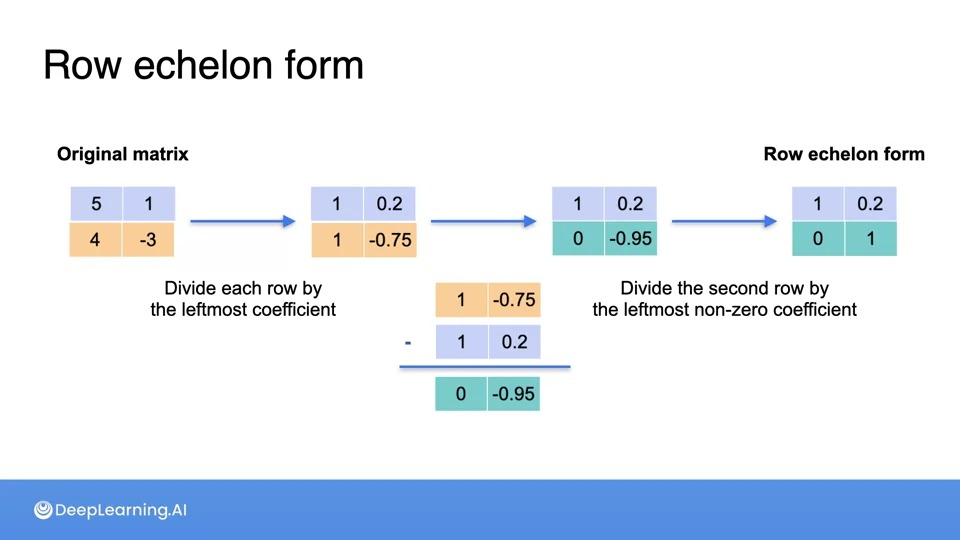 Row echelon form
Original matrix
Row echelon form
5 1
4 -3
1 0.2
1 -0.75
1 0.2
0 -0.95
1 0.2
0 1
Divide each row by
the leftmost coefficient
1 -0.75
- 1 0.2
0 -0.95
Divide the second row by
the leftmost non-zero coefficient
DeepLearning.AI